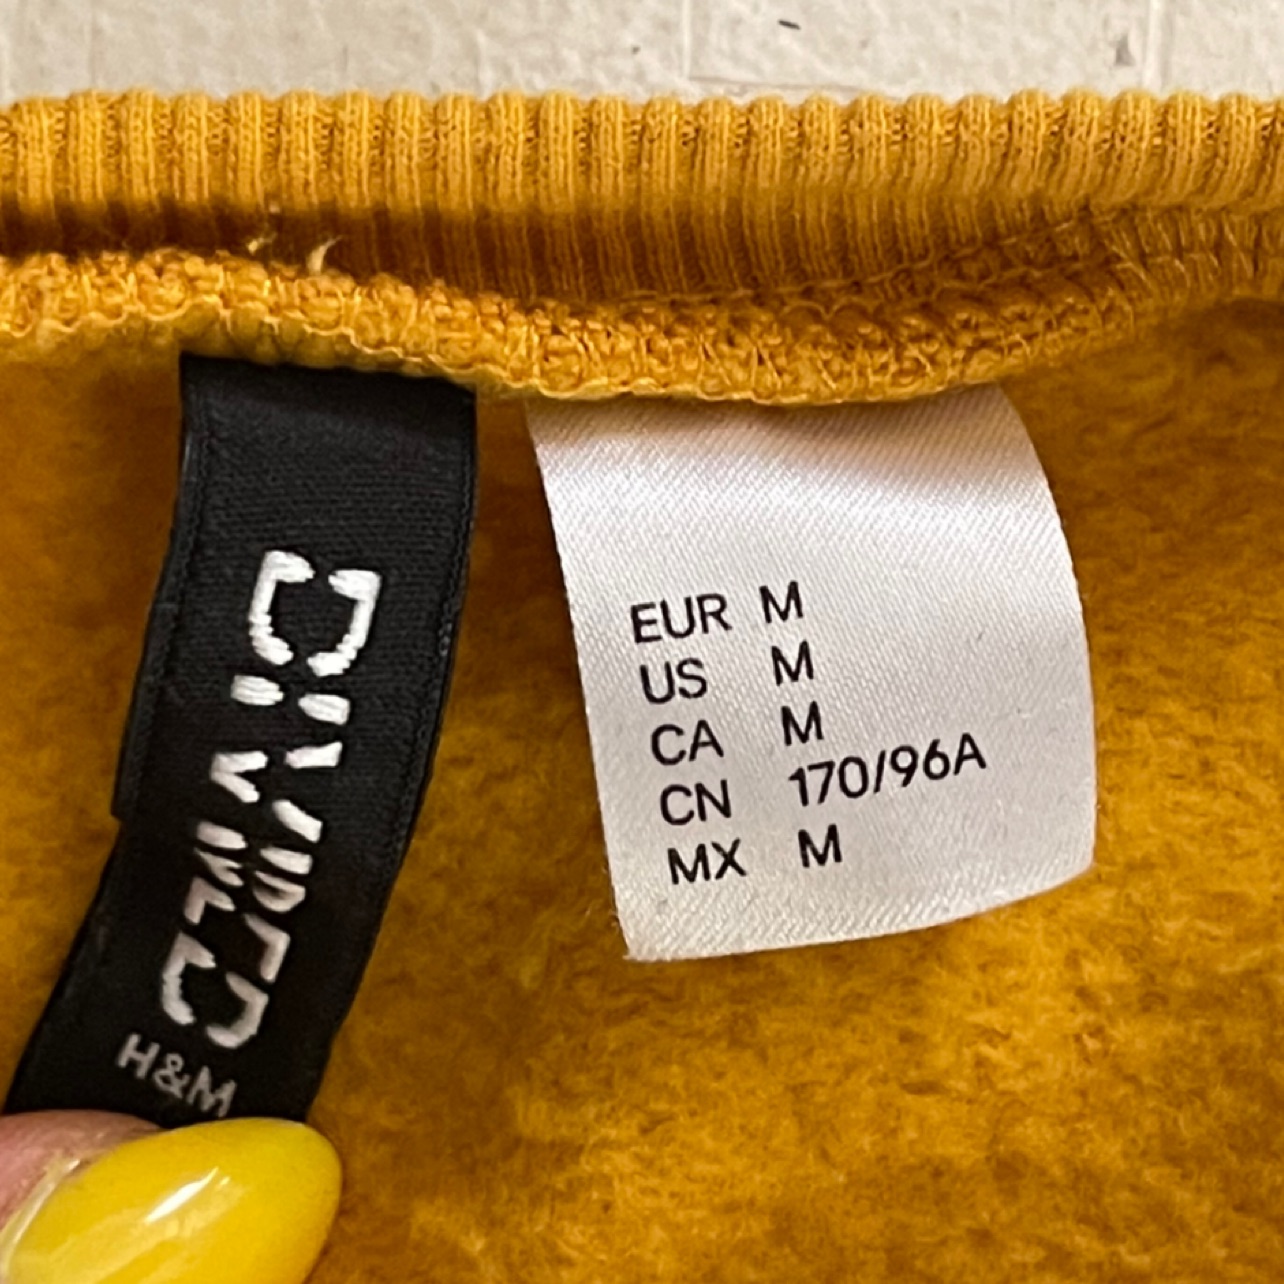 DIVIDED
H&M
EUR M
US M
CA M
CN 170/96A
MX M